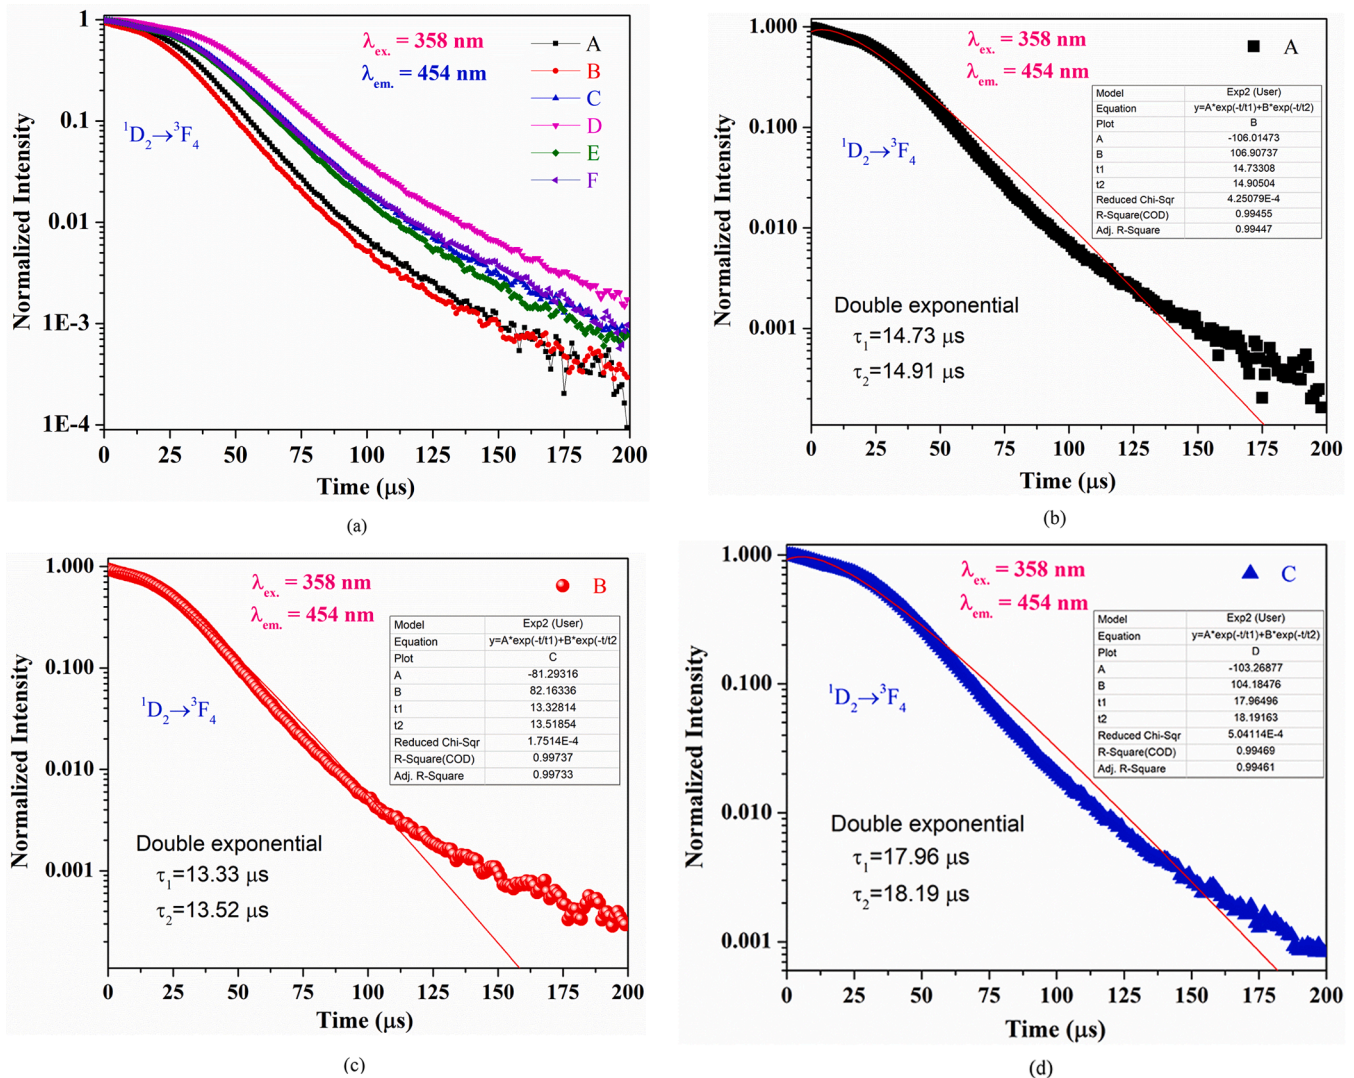 Normalized Intensity
1
0.1
0.01
1E-3
1E-4
λex. = 358 nm
λem. = 454 nm
¹D₂→³F₄
A
B
C
D
E
F
0 25 50 75 100 125 150 175 200
Time (μs)
(a)
Normalized Intensity
1.000
0.100
0.010
0.001
λex. = 358 nm
λem. = 454 nm
A
¹D₂→³F₄
Model Exp2 (User)
Equation y=A*exp(-t/t1)+B*exp(-t/t2)
Plot B
A -106.01473
B 106.90737
t1 14.73308
t2 14.90504
Reduced Chi-Sqr 4.25079E-4
R-Square(COD) 0.99455
Adj. R-Square 0.99447
Double exponential
τ₁=14.73 μs
τ₂=14.91 μs
0 25 50 75 100 125 150 175 200
Time (μs)
(b)
Normalized Intensity
1.000
0.100
0.010
0.001
λex. = 358 nm
λem. = 454 nm
B
¹D₂→³F₄
Model Exp2 (User)
Equation y=A*exp(-t/t1)+B*exp(-t/t2
Plot C
A -81.29316
B 82.16336
t1 13.32814
t2 13.51854
Reduced Chi-Sqr 1.7514E-4
R-Square(COD) 0.99737
Adj. R-Square 0.99733
Double exponential
τ₁=13.33 μs
τ₂=13.52 μs
0 25 50 75 100 125 150 175 200
Time (μs)
(c)
Normalized Intensity
1.000
0.100
0.010
0.001
λex. = 358 nm
λem. = 454 nm
C
¹D₂→³F₄
Model Exp2 (User)
Equation y=A*exp(-t/t1)+B*exp(-t/t2)
Plot D
A -103.26877
B 104.18476
t1 17.96496
t2 18.19163
Reduced Chi-Sqr 5.04114E-4
R-Square(COD) 0.99469
Adj. R-Square 0.99461
Double exponential
τ₁=17.96 μs
τ₂=18.19 μs
0 25 50 75 100 125 150 175 200
Time (μs)
(d)